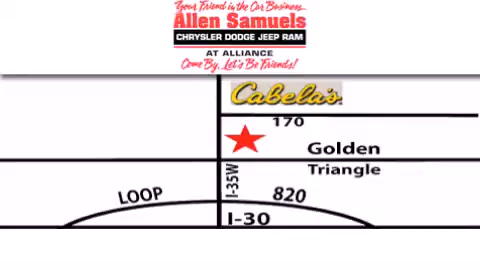 Your Friend in the Car Business...
Allen Samuels
CHRYSLER DODGE JEEP RAM
AT ALLIANCE
Come By, Let's Be Friends!
Cabela's
170
Golden
Triangle
I-35W
LOOP
820
I-30